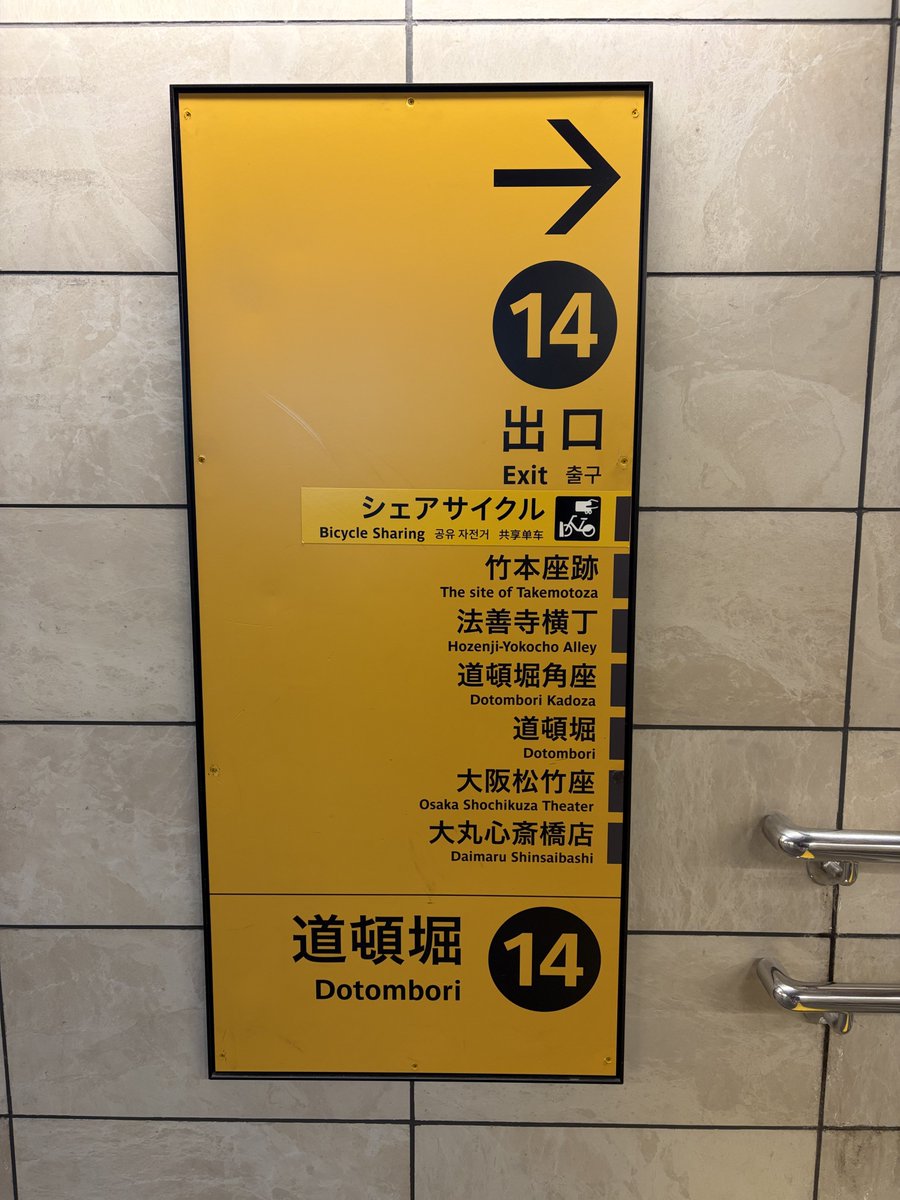 14
出口
Exit 출구
シェアサイクル
Bicycle Sharing 공유 자전거 共享单车
竹本座跡
The site of Takemotoza
法善寺横丁
Hozenji-Yokocho Alley
道頓堀角座
Dotombori Kadoza
道頓堀
Dotombori
大阪松竹座
Osaka Shochikuza Theater
大丸心斎橋店
Daimaru Shinsaibashi
道頓堀 14
Dotombori